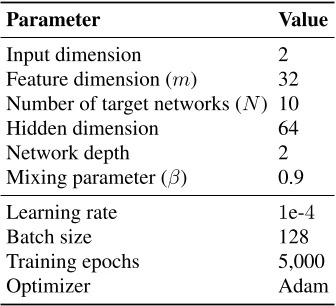 Parameter Value
Input dimension 2
Feature dimension (m) 32
Number of target networks (N) 10
Hidden dimension 64
Network depth 2
Mixing parameter (β) 0.9
Learning rate 1e-4
Batch size 128
Training epochs 5,000
Optimizer Adam